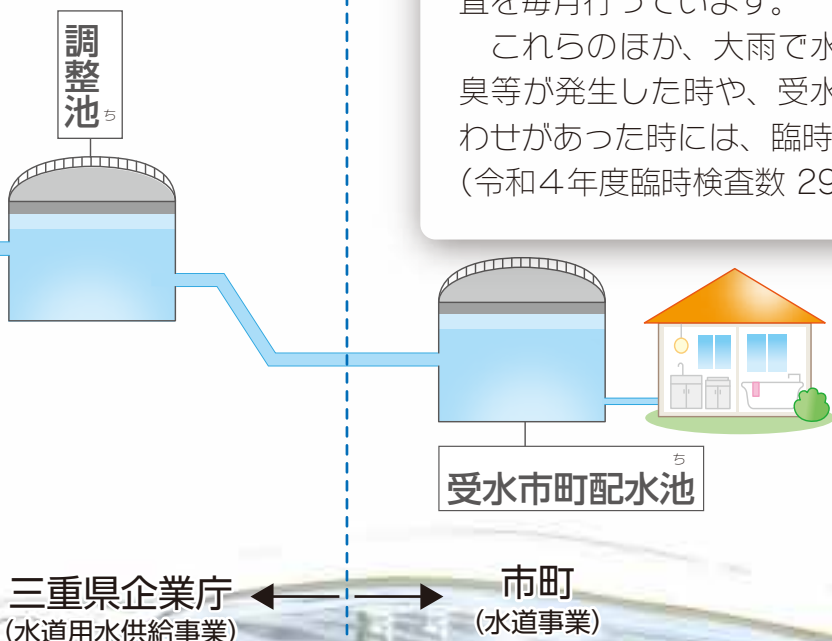 査を毎月行っています。
これらのほか、大雨で水
臭等が発生した時や、受水
わせがあった時には、臨時
(令和4年度臨時検査数 29
調整池
ち
ち
受水市町配水池
三重県企業庁
(水道用水供給事業)
市町
(水道事業)